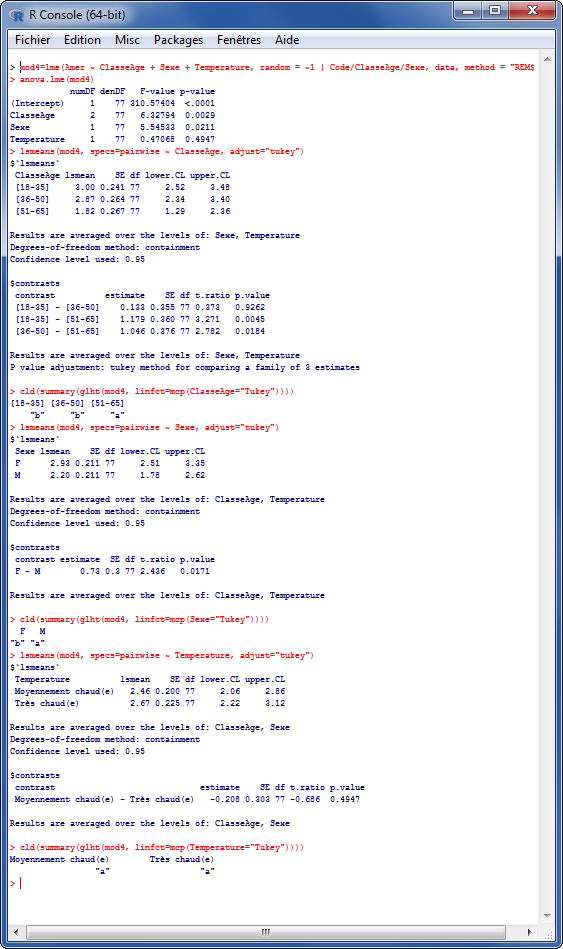 R Console (64-bit)
Fichier Edition Misc Packages Fenêtres Aide
> mod4=lme(Amer ~ ClasseAge + Sexe + Temperature, random = ~1 | Code/ClasseAge/Sexe, data, method = "REM$
> anova.lme(mod4)
numDF denDF F-value p-value
(Intercept) 1 77 310.57404 <.0001
ClasseAge 2 77 6.32794 0.0029
Sexe 1 77 5.54533 0.0211
Temperature 1 77 0.47068 0.4947
> lsmeans(mod4, specs=pairwise ~ ClasseAge, adjust="tukey")
$`lsmeans`
ClasseAge lsmean SE df lower.CL upper.CL
[18-35] 3.00 0.241 77 2.52 3.48
[36-50] 2.87 0.264 77 2.34 3.40
[51-65] 1.82 0.267 77 1.29 2.36
Results are averaged over the levels of: Sexe, Temperature
Degrees-of-freedom method: containment
Confidence level used: 0.95
$contrasts
contrast estimate SE df t.ratio p.value
[18-35] - [36-50] 0.133 0.355 77 0.373 0.9262
[18-35] - [51-65] 1.179 0.360 77 3.271 0.0045
[36-50] - [51-65] 1.046 0.376 77 2.782 0.0184
Results are averaged over the levels of: Sexe, Temperature
P value adjustment: tukey method for comparing a family of 3 estimates
> cld(summary(glht(mod4, linfct=mcp(ClasseAge="Tukey"))))
[18-35] [36-50] [51-65]
"b" "b" "a"
> lsmeans(mod4, specs=pairwise ~ Sexe, adjust="tukey")
$`lsmeans`
Sexe lsmean SE df lower.CL upper.CL
F 2.93 0.211 77 2.51 3.35
M 2.20 0.211 77 1.78 2.62
Results are averaged over the levels of: ClasseAge, Temperature
Degrees-of-freedom method: containment
Confidence level used: 0.95
$contrasts
contrast estimate SE df t.ratio p.value
F - M 0.73 0.3 77 2.436 0.0171
Results are averaged over the levels of: ClasseAge, Temperature
> cld(summary(glht(mod4, linfct=mcp(Sexe="Tukey"))))
F M
"b" "a"
> lsmeans(mod4, specs=pairwise ~ Temperature, adjust="tukey")
$`lsmeans`
Temperature lsmean SE df lower.CL upper.CL
Moyennement chaud(e) 2.46 0.200 77 2.06 2.86
Très chaud(e) 2.67 0.225 77 2.22 3.12
Results are averaged over the levels of: ClasseAge, Sexe
Degrees-of-freedom method: containment
Confidence level used: 0.95
$contrasts
contrast estimate SE df t.ratio p.value
Moyennement chaud(e) - Très chaud(e) -0.208 0.303 77 -0.686 0.4947
Results are averaged over the levels of: ClasseAge, Sexe
> cld(summary(glht(mod4, linfct=mcp(Temperature="Tukey"))))
Moyennement chaud(e) Très chaud(e)
"a" "a"
>